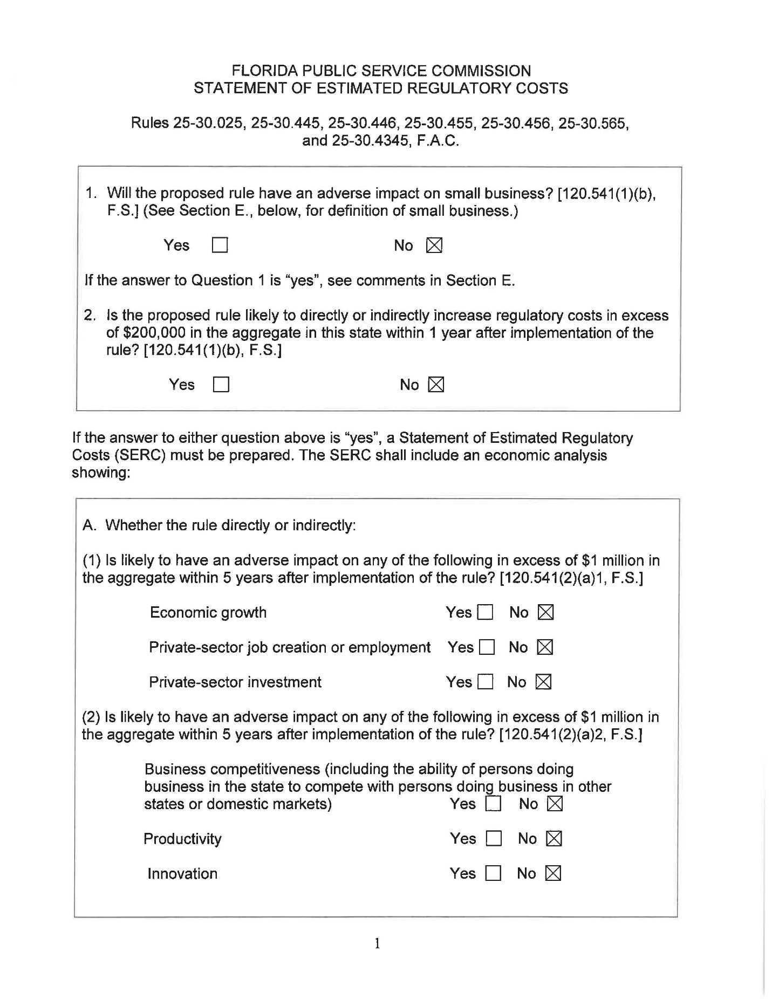 FLORIDA PUBLIC SERVICE COMMISSION
STATEMENT OF ESTIMATED REGULATORY COSTS
Rules 25-30.025, 25-30.445, 25-30.446, 25-30.455, 25-30.456, 25-30.565,
and 25-30.4345, F.A.C.
1. Will the proposed rule have an adverse impact on small business? [120.541(1)(b),
F.S.] (See Section E., below, for definition of small business.)
Yes ☐ No ☒
If the answer to Question 1 is “yes”, see comments in Section E.
2. Is the proposed rule likely to directly or indirectly increase regulatory costs in excess
of $200,000 in the aggregate in this state within 1 year after implementation of the
rule? [120.541(1)(b), F.S.]
Yes ☐ No ☒
If the answer to either question above is “yes”, a Statement of Estimated Regulatory
Costs (SERC) must be prepared. The SERC shall include an economic analysis
showing:
A. Whether the rule directly or indirectly:
(1) Is likely to have an adverse impact on any of the following in excess of $1 million in
the aggregate within 5 years after implementation of the rule? [120.541(2)(a)1, F.S.]
Economic growth Yes ☐ No ☒
Private-sector job creation or employment Yes ☐ No ☒
Private-sector investment Yes ☐ No ☒
(2) Is likely to have an adverse impact on any of the following in excess of $1 million in
the aggregate within 5 years after implementation of the rule? [120.541(2)(a)2, F.S.]
Business competitiveness (including the ability of persons doing
business in the state to compete with persons doing business in other
states or domestic markets) Yes ☐ No ☒
Productivity Yes ☐ No ☒
Innovation Yes ☐ No ☒
1